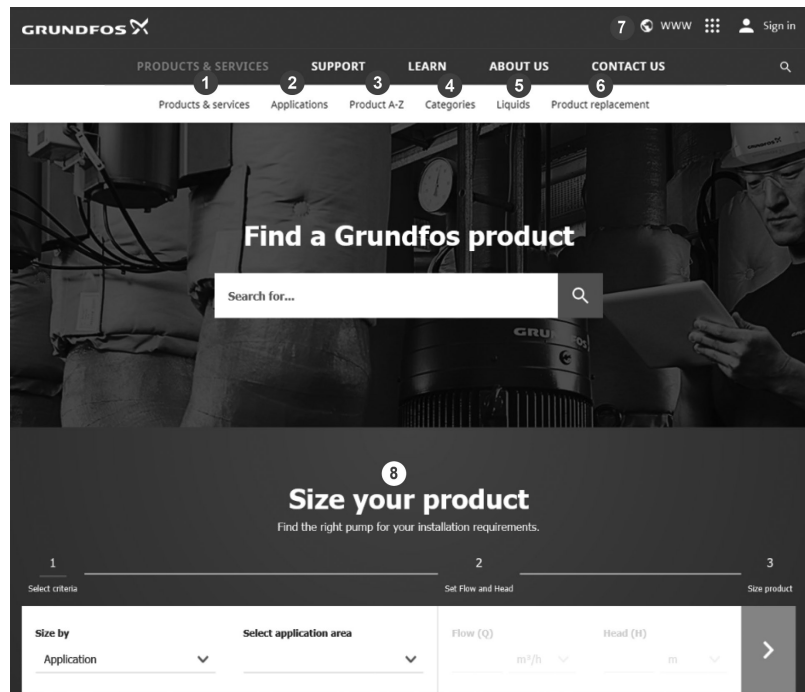 GRUNDFOS
7 WWW Sign in
PRODUCTS & SERVICES SUPPORT LEARN ABOUT US CONTACT US
1 2 3 4 5 6
Products & services Applications Product A-Z Categories Liquids Product replacement
GRUNDFOS
Find a Grundfos product
Search for...
GRUNDFOS
8
Size your product
Find the right pump for your installation requirements.
1 2 3
Select criteria Set Flow and Head Size product
Size by Select application area Flow (Q) Head (H)
Application m³/h m